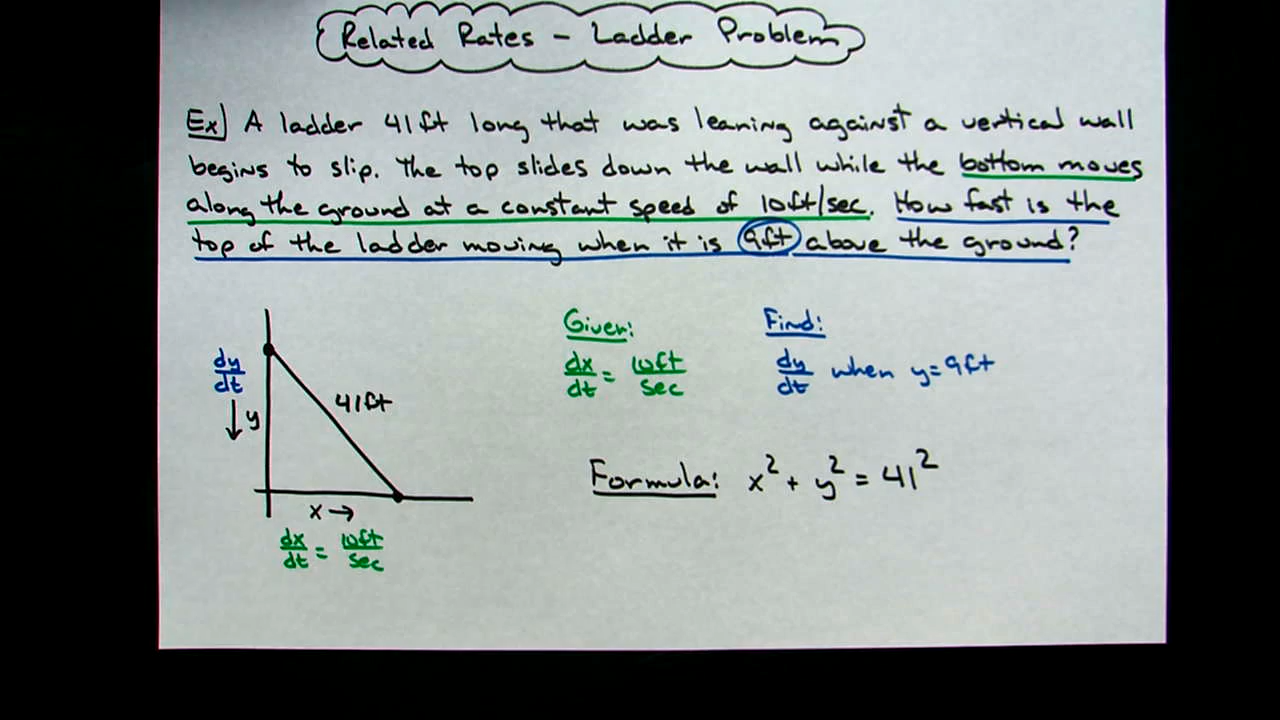 Related Rates - Ladder Problem
Ex] A ladder 41ft long that was leaning against a vertical wall
begins to slip. The top slides down the wall while the bottom moves
along the ground at a constant speed of 10ft/sec. How fast is the
top of the ladder moving when it is 9ft above the ground?
dy/dt
↓ y
41ft
x →
dx/dt = 10ft/sec
Given:
dx/dt = 10ft/sec
Find:
dy/dt when y=9ft
Formula: x² + y² = 41²